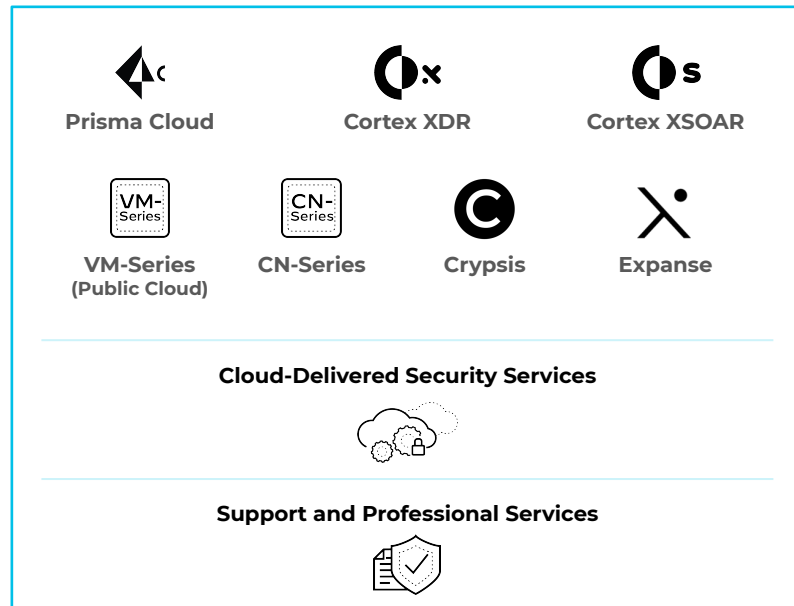 C
X
S
Prisma Cloud
Cortex XDR
Cortex XSOAR
VM-
Series
CN-
Series
C
VM-Series
(Public Cloud)
CN-Series
Crypsis
Expanse
Cloud-Delivered Security Services
Support and Professional Services